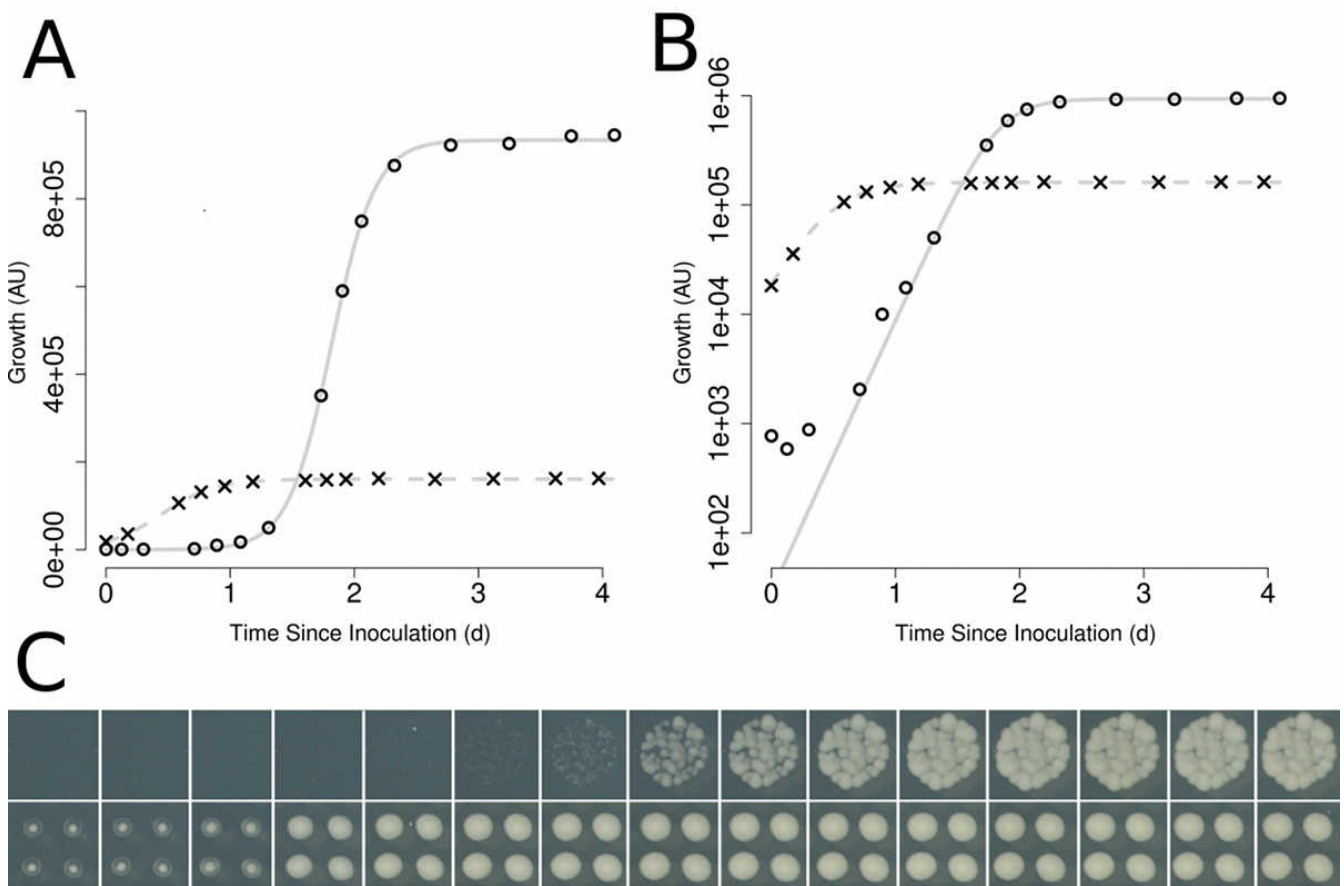 A
B
8e+05
4e+05
0e+00
Growth (AU)
0 1 2 3 4
Time Since Inoculation (d)
1e+06
1e+05
1e+04
1e+03
1e+02
Growth (AU)
0 1 2 3 4
Time Since Inoculation (d)
C